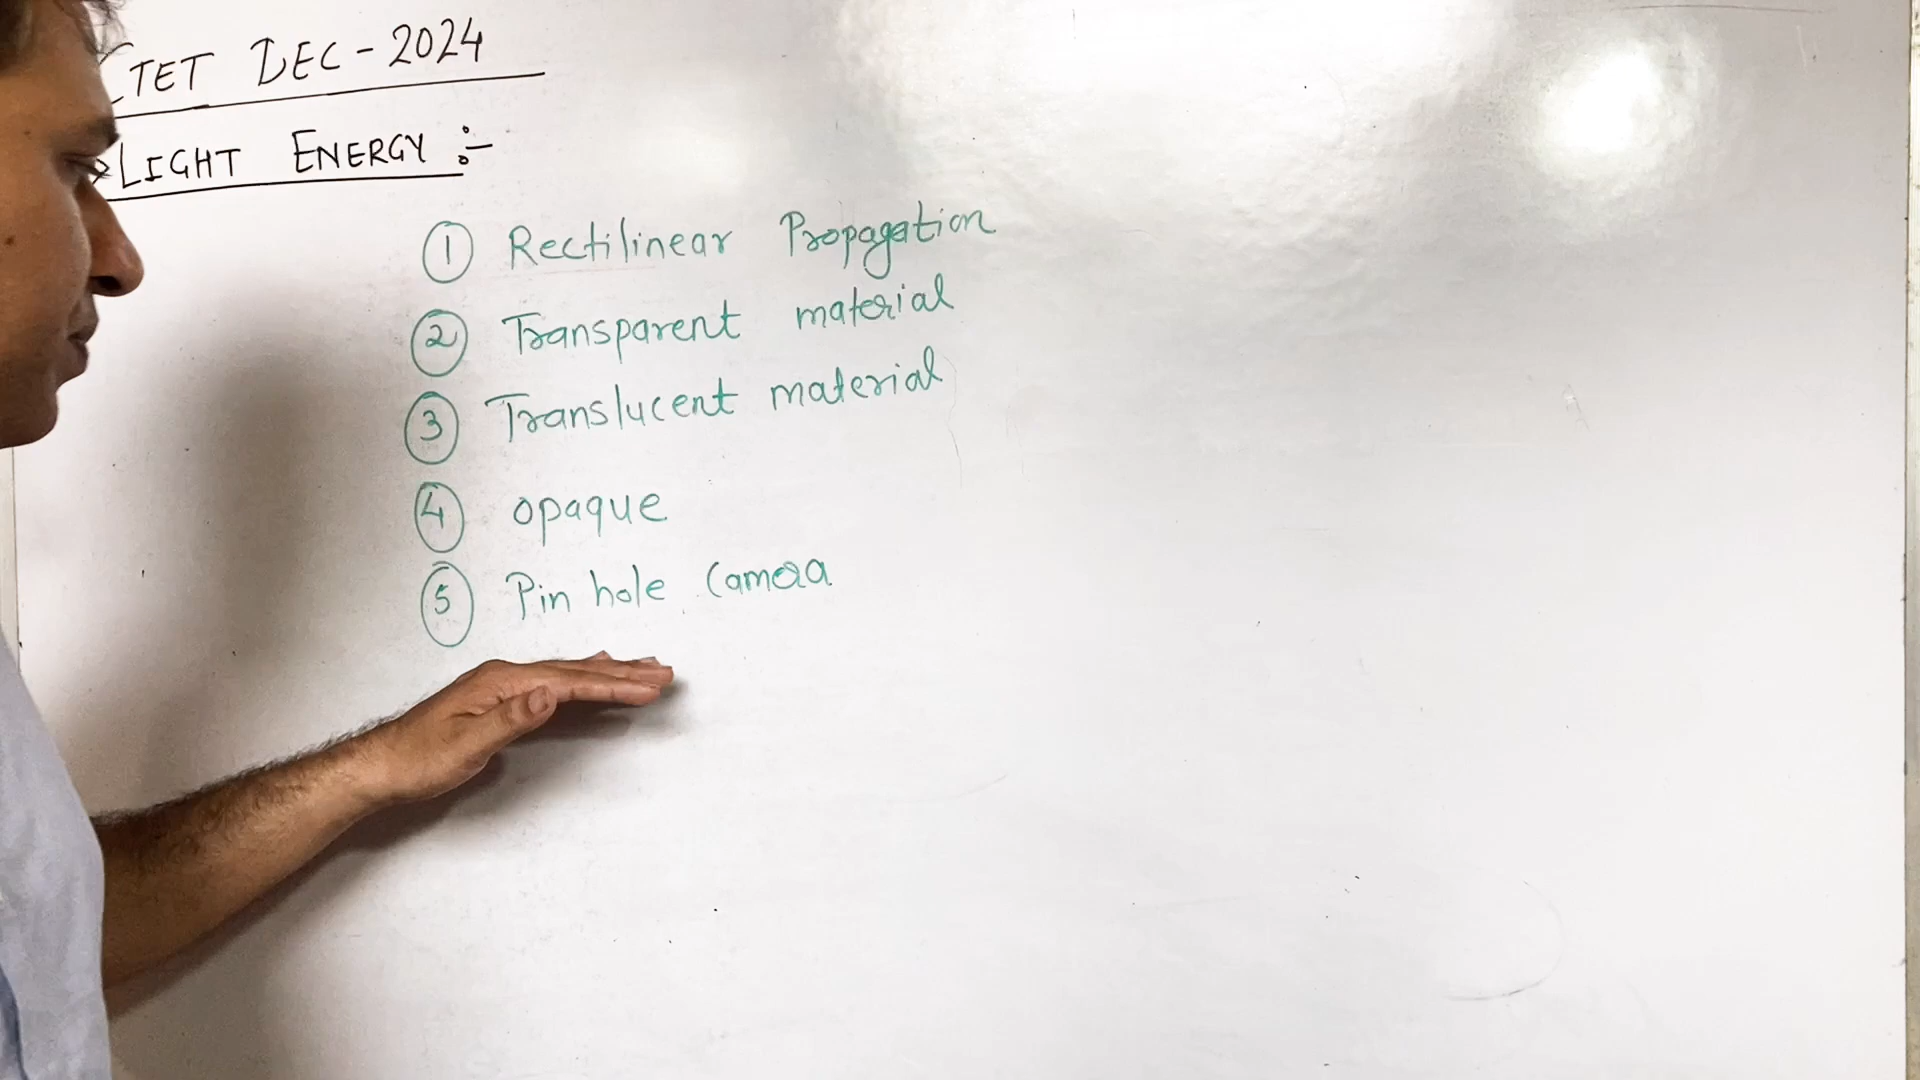 CTET DEC-2024
LIGHT ENERGY :-
1 Rectilinear Propagation
2 Transparent material
3 Translucent material
4 opaque
5 Pin hole Camera